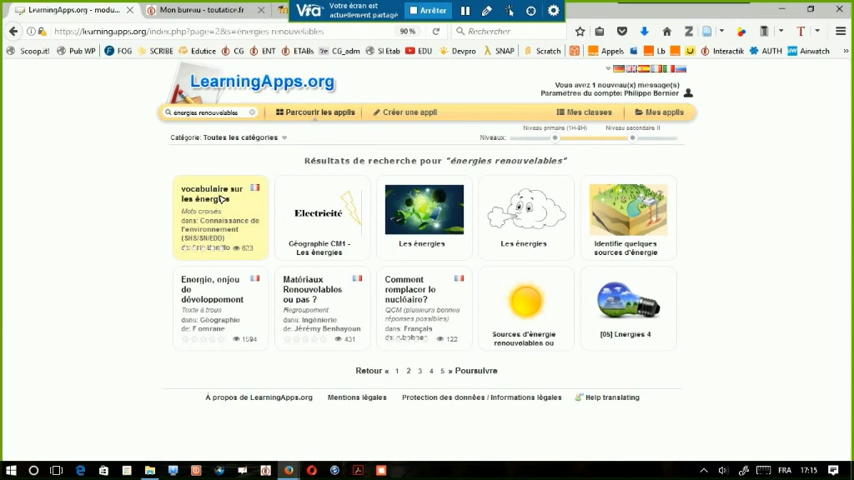 LearningApps.org - modu...
Mon bureau - toutatice.fr
Via
Votre écran est actuellement partagé
Arrêter
https://learningapps.org/index.php?page=2&s=énergies renouvelables
90 %
Rechercher
Scoop.it!
Pub WP
FOG
SCRIBE
Edutice
CG
ENT
ETABs
CG_adm
SI Etab
EDU
Devpro
SNAP
Scratch
Appels
Lb
Interactik
AUTH
Airwatch
LearningApps.org
Vous avez 1 nouveau(x) message(s)
Paramètres du compte: Philippe Bernier
énergies renouvelables
Parcourir les applis
Créer une appli
Mes classes
Mes applis
Catégorie: Toutes les catégories
Niveaux:
Niveau primaire (1H-8H)
Niveau secondaire II
Résultats de recherche pour "énergies renouvelables"
vocabulaire sur
les énergies
Mots croisés
dans: Connaissance de
l'environnement
(SHS/SN/EDD)
623
Electricité
Géographie CM1 -
Les énergies
Les énergies
Les énergies
Identifie quelques
sources d'énergie
Energie, enjou
de
développement
Texte à trous
dans: Géographie
de: Fomrane
1594
Matériaux
Renouvelables
ou pas ?
Regroupement
dans: Ingénierie
de: Jérémy Benhayoun
431
Comment
remplacer le
nucléaire?
QCM (plusieurs bonnes
réponses possibles)
dans: Français
122
Sources d'énergie
renouvelables ou
[05] Energies 4
Retour « 1 2 3 4 5 » Poursuivre
À propos de LearningApps.org
Mentions légales
Protection des données / Informations légales
Help translating
FRA
17:15